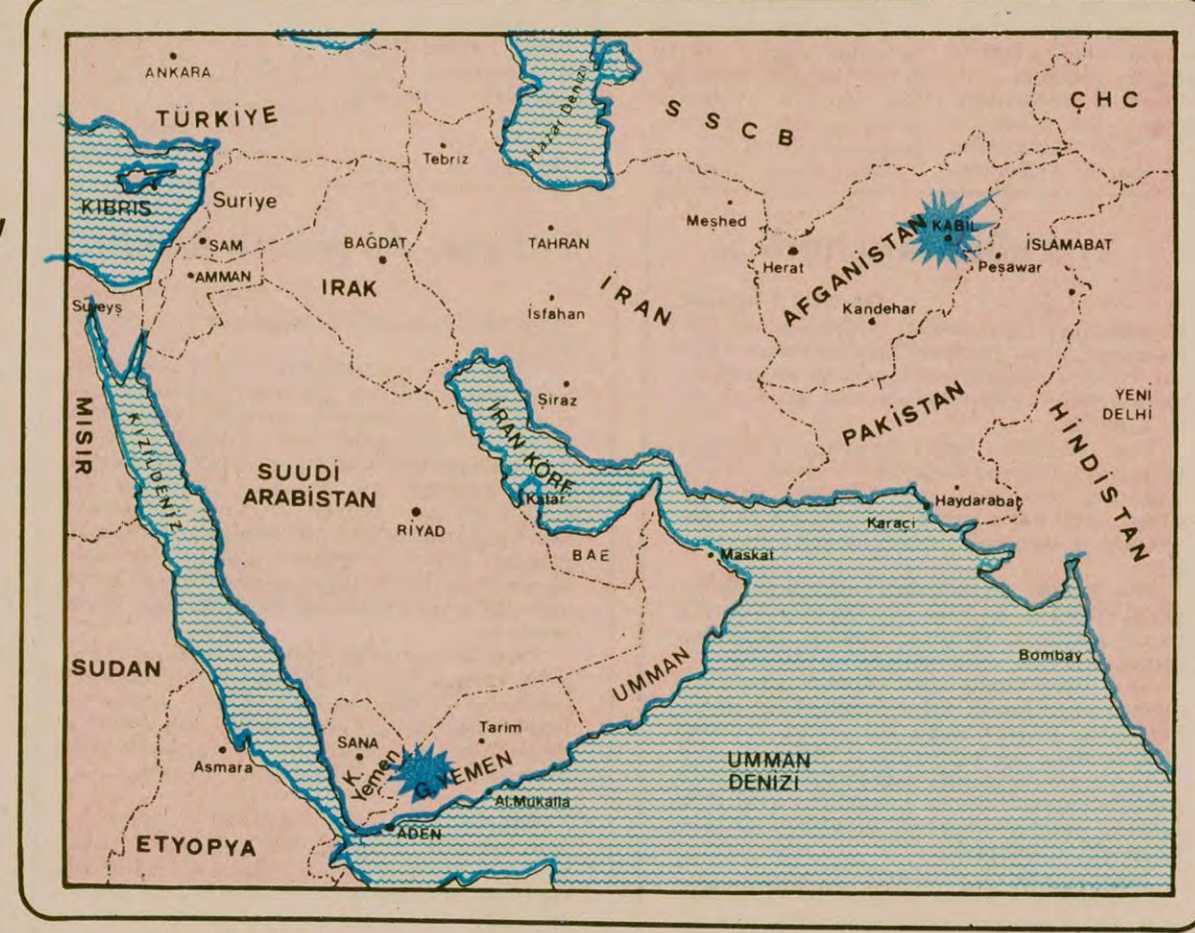 ANKARA
TÜRKİYE
Hazar Denizi
SSCB
ÇHC
Tebriz
KIBRIS
Suriye
ŞAM
AMMAN
BAĞDAT
IRAK
TAHRAN
İsfahan
İRAN
Meşhed
Herat
AFGANİSTAN
KABİL
İSLAMABAT
Peşawar
Kandehar
Süveyş
MISIR
KIZILDENİZ
SUUDİ
ARABİSTAN
RİYAD
Şiraz
İRAN KÖRF
Katar
BAE
PAKİSTAN
YENİ
DELHİ
HİNDİSTAN
Haydarabat
Karaçi
Maskat
Bombay
SUDAN
UMMAN
Tarim
SANA
K.
Yemen
G. YEMEN
Al.Mukalla
ADEN
Asmara
ETYOPYA
UMMAN
DENİZİ